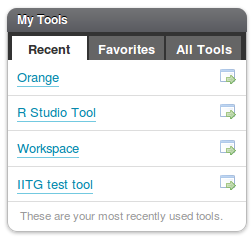 My Tools
Recent Favorites All Tools
Orange
R Studio Tool
Workspace
IITG test tool
These are your most recently used tools.